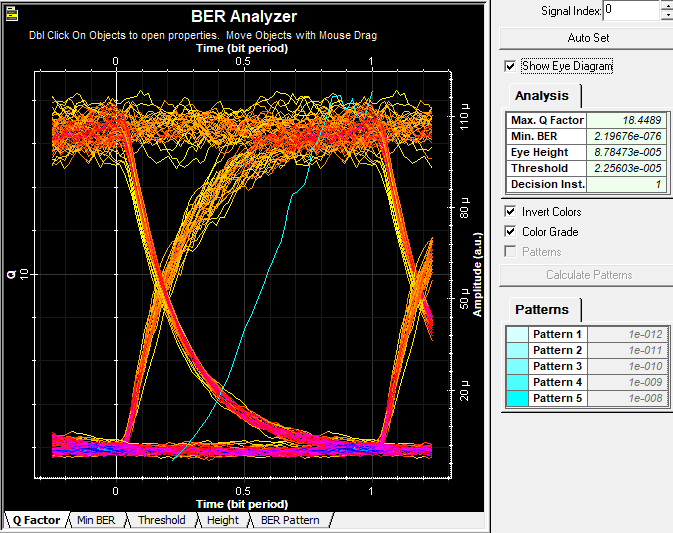 BER Analyzer
Dbl Click On Objects to open properties. Move Objects with Mouse Drag
Time (bit period)
0 0.5 1
Q
10
110 µ
80 µ
50 µ
20 µ
Amplitude (a.u.)
0 0.5 1
Time (bit period)
Q Factor Min BER Threshold Height BER Pattern
Signal Index: 0
Auto Set
Show Eye Diagram
Analysis
Max. Q Factor 18.4489
Min. BER 2.19676e-076
Eye Height 8.78473e-005
Threshold 2.25603e-005
Decision Inst. 1
Invert Colors
Color Grade
Patterns
Calculate Patterns
Patterns
Pattern 1 1e-012
Pattern 2 1e-011
Pattern 3 1e-010
Pattern 4 1e-009
Pattern 5 1e-008